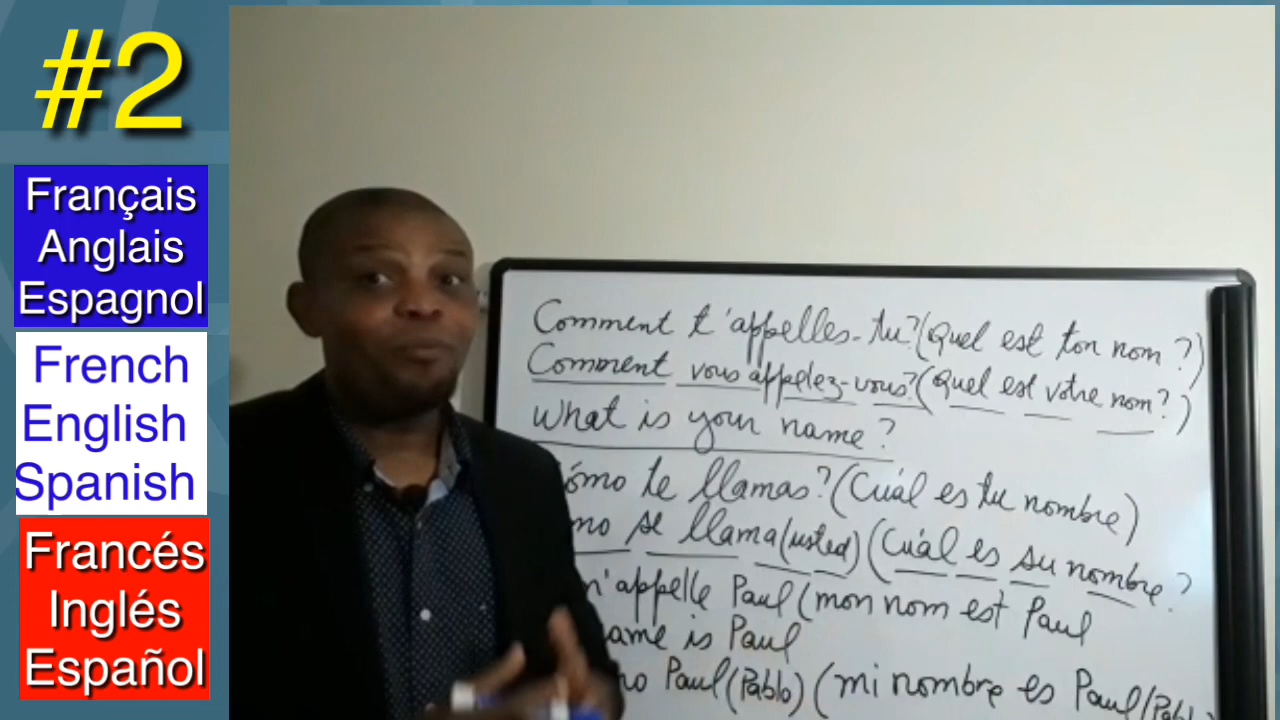 #2
Français
Anglais
Espagnol
French
English
Spanish
Francés
Inglés
Español
Comment t'appelles-tu? (Quel est ton nom?)
Comment vous appelez-vous? (Quel est votre nom?)
What is your name?
ómo te llamas? (Cuál es tu nombre)
mo se llama (usted) (Cuál es su nombre?
m'appelle Paul (mon nom est Paul
ame is Paul
mo Paul (Pablo) (mi nombre es Paul (Pabl